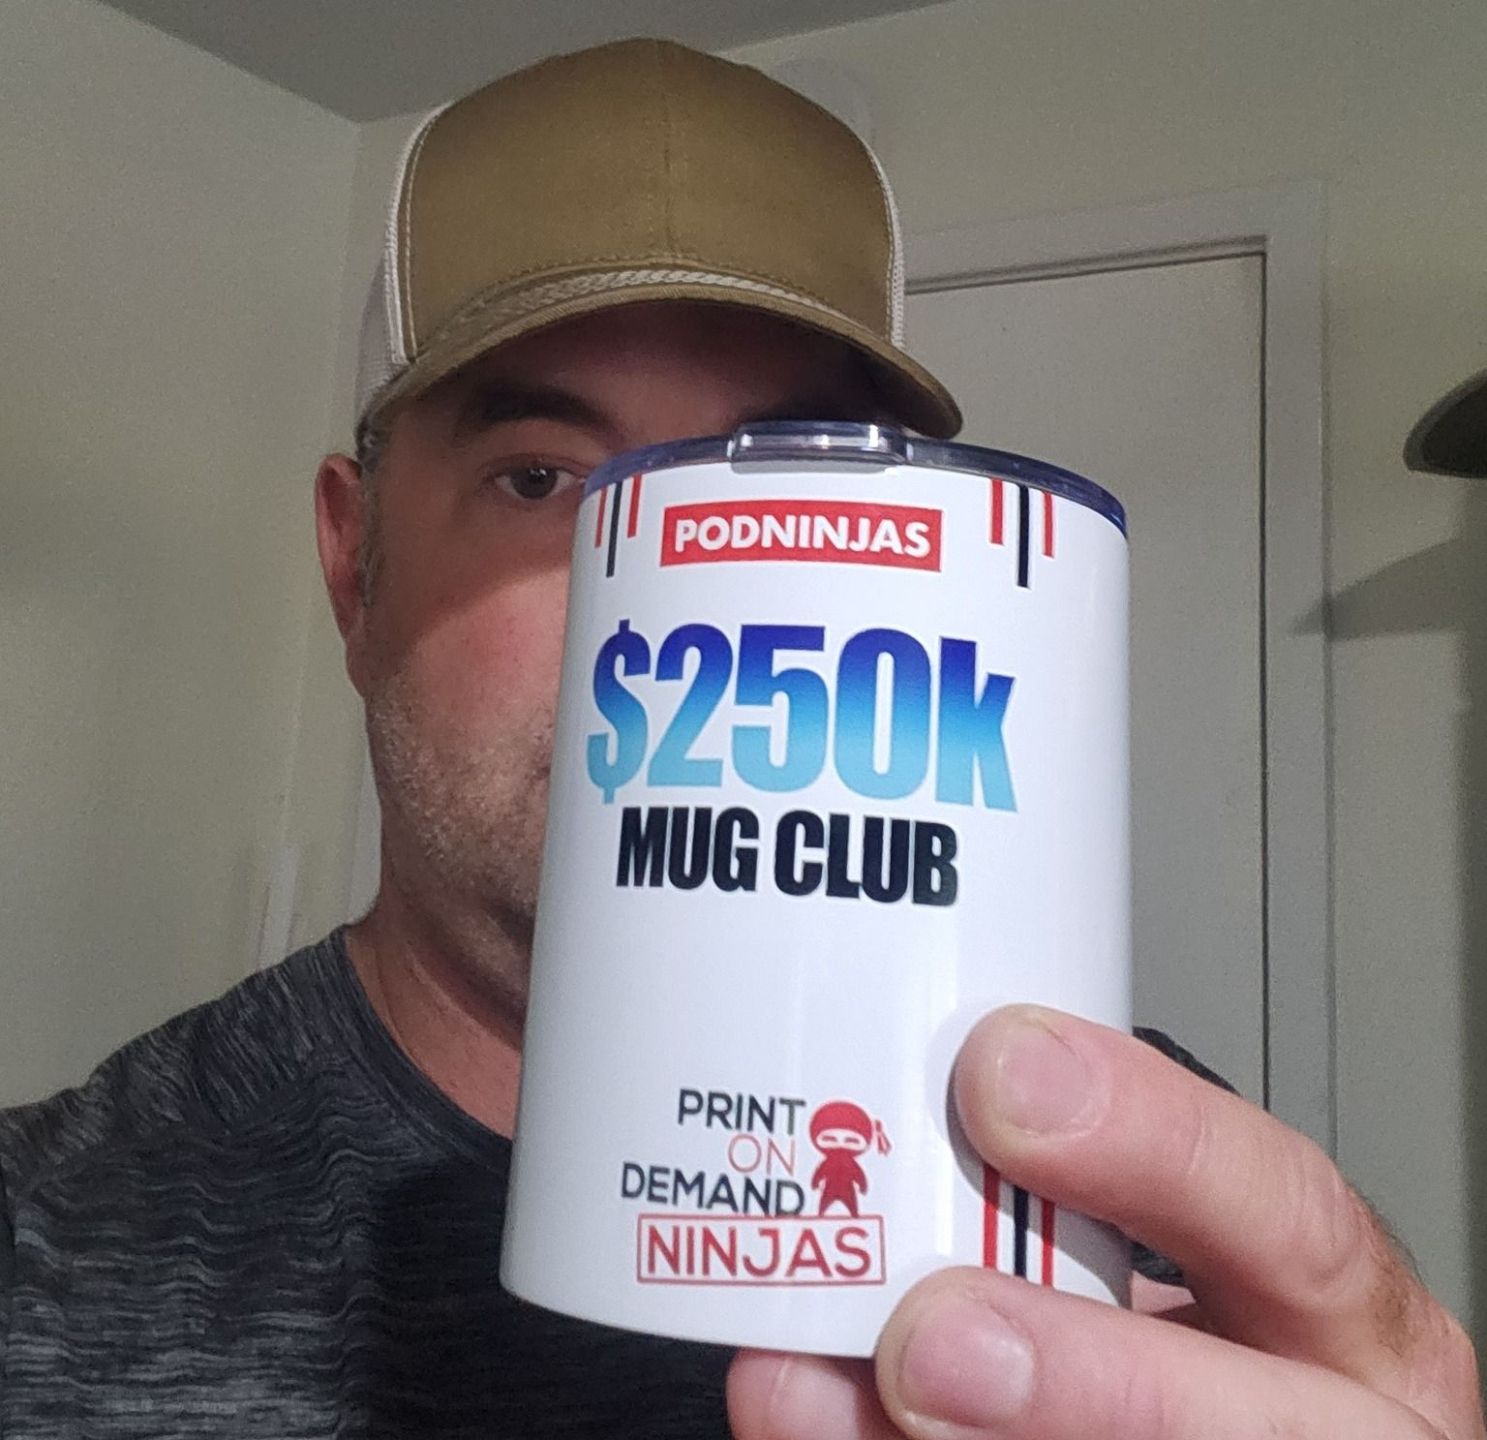 PODNINJAS
$250k
MUG CLUB
PRINT
ON
DEMAND
NINJAS